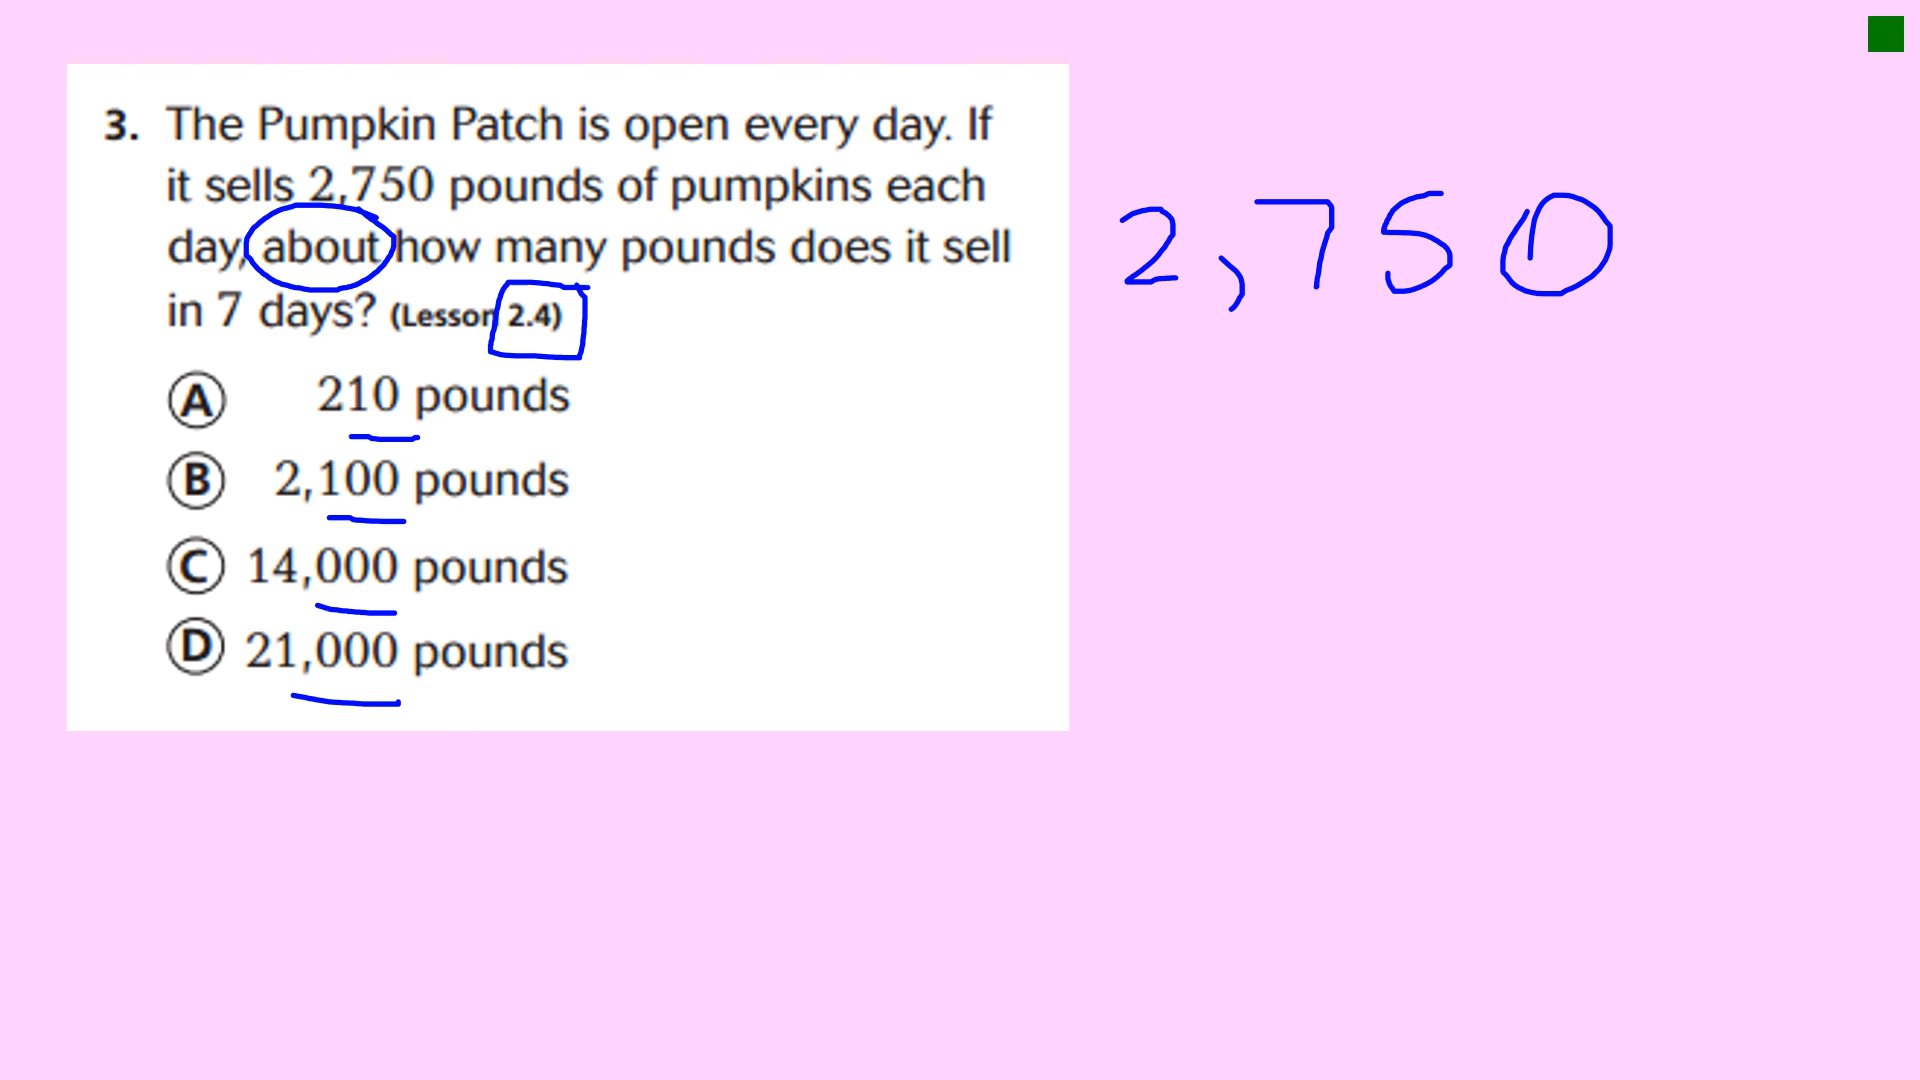 3. The Pumpkin Patch is open every day. If
it sells 2,750 pounds of pumpkins each
day, about how many pounds does it sell
in 7 days? (Lesson 2.4)
A 210 pounds
B 2,100 pounds
C 14,000 pounds
D 21,000 pounds
2,750